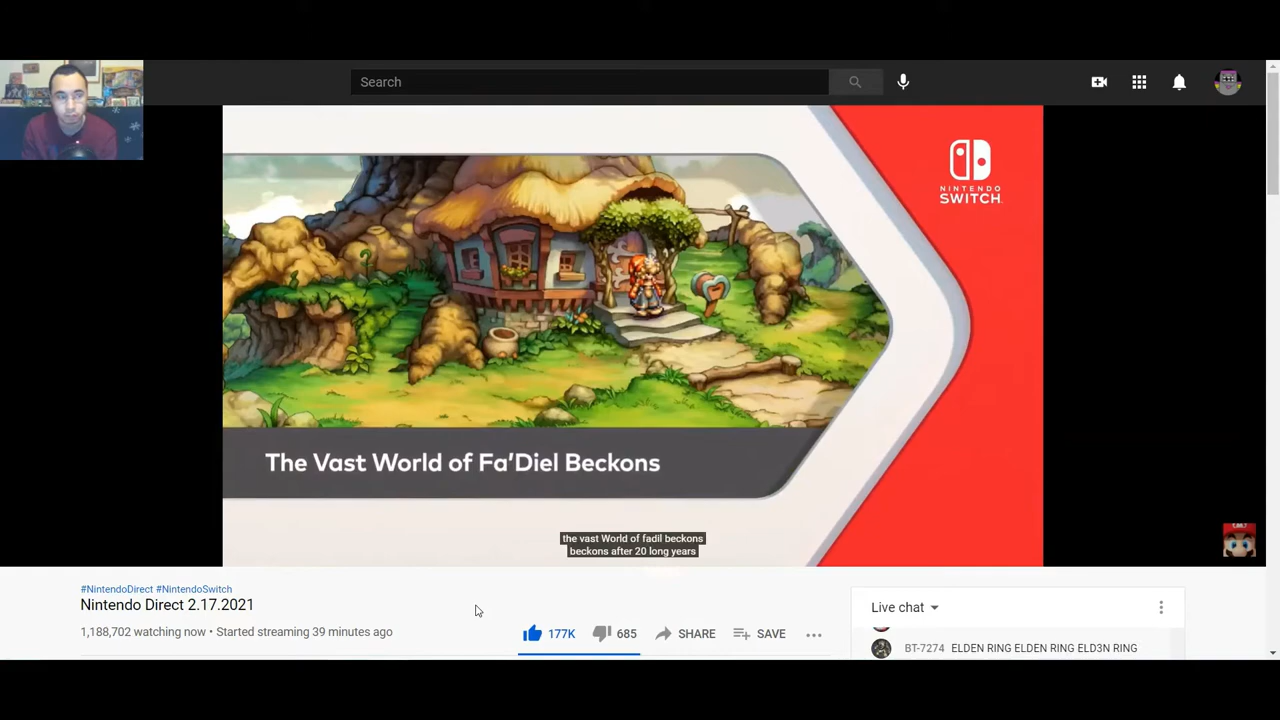 Search
NINTENDO
SWITCH
The Vast World of Fa'Diel Beckons
the vast World of fadil beckons
beckons after 20 long years
#NintendoDirect #NintendoSwitch
Nintendo Direct 2.17.2021
1,188,702 watching now • Started streaming 39 minutes ago
177K
685
SHARE
SAVE
Live chat
BT-7274 ELDEN RING ELDEN RING ELD3N RING